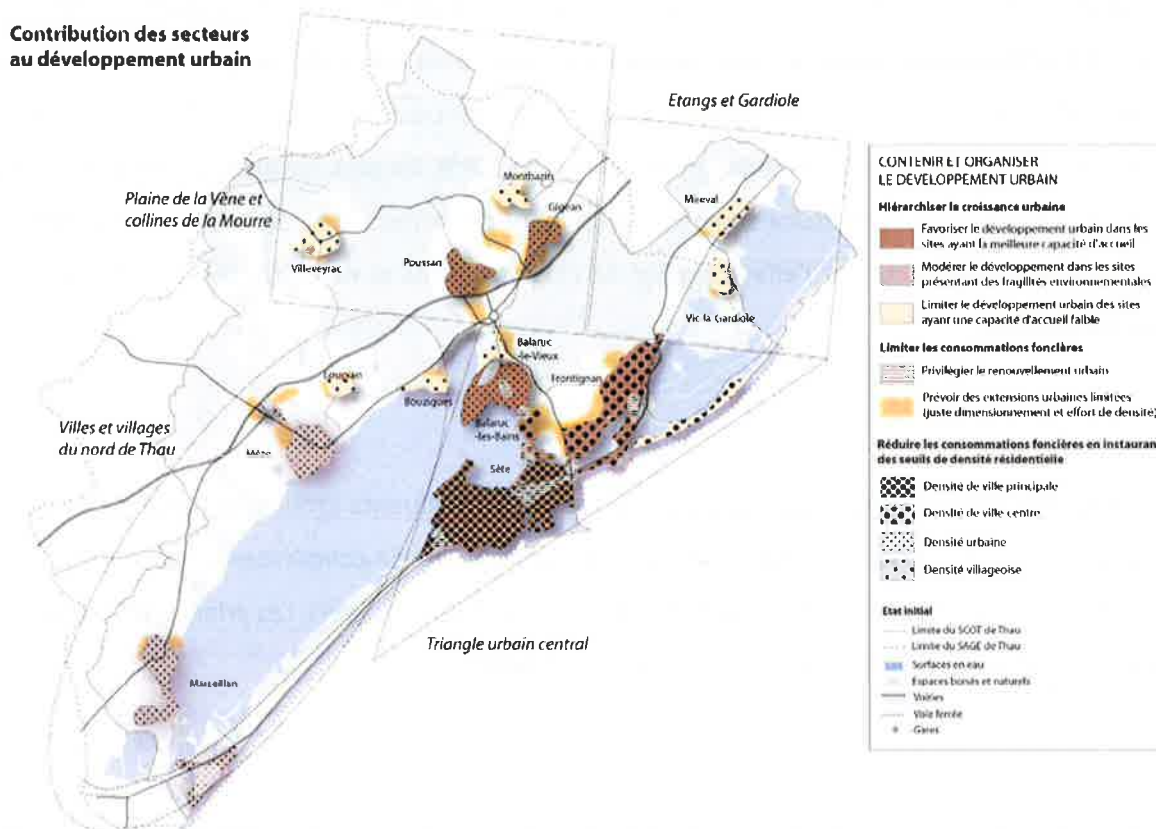 Contribution des secteurs
au développement urbain
Etangs et Gardiole
Plaine de la Vène et
collines de la Mourre
Montbazin
Gigean
Mireval
Villeveyrac
Poussan
Vic la Gardiole
Balaruc
-le-Vieux
Frontignan
Loupian
Bouzigues
Balaruc
-les-Bains
Villes et villages
du nord de Thau
Mèze
Sète
Triangle urbain central
Marseillan
CONTENIR ET ORGANISER
LE DEVELOPPEMENT URBAIN
Hiérarchiser la croissance urbaine
Favoriser le développement urbain dans les
sites ayant la meilleure capacité d'accueil
Modérer le développement dans les sites
présentant des fragilités environnementales
Limiter le développement urbain des sites
ayant une capacité d'accueil faible
Limiter les consommations foncières
Privilégier le renouvellement urbain
Prévoir des extensions urbaines limitées
(juste dimensionnement et effort de densité)
Réduire les consommations foncières en instauran
des seuils de densité résidentielle
Densité de ville principale
Densité de ville centre
Densité urbaine
Densité villageoise
Etat initial
Limite du SCOT de Thau
Limite du SAGE de Thau
Surfaces en eau
Espaces boisés et naturels
Voiries
Voie ferrée
Gares